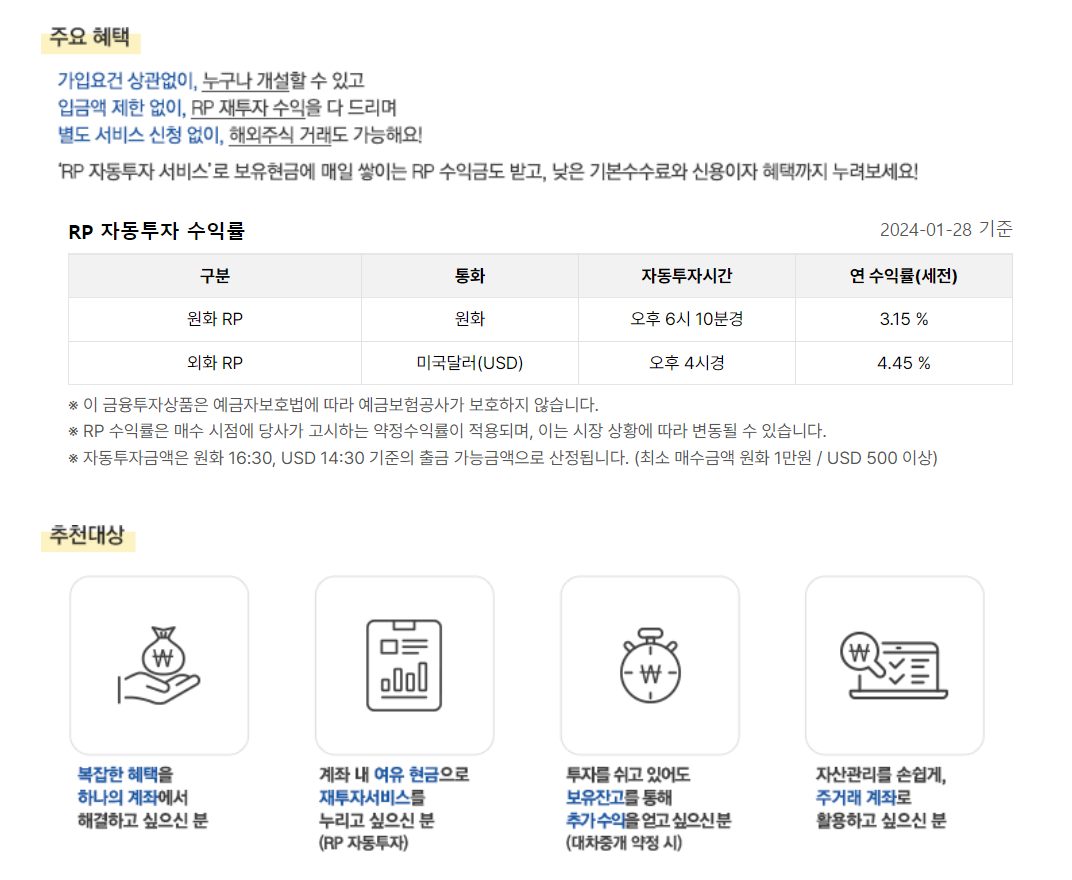 주요 혜택
가입요건 상관없이, 누구나 개설할 수 있고
입금액 제한 없이, RP 재투자 수익을 다 드리며
별도 서비스 신청 없이, 해외주식 거래도 가능해요!
‘RP 자동투자 서비스’로 보유현금에 매일 쌓이는 RP 수익금도 받고, 낮은 기본수수료와 신용이자 혜택까지 누려보세요!
RP 자동투자 수익률 2024-01-28 기준
구분 통화 자동투자시간 연 수익률(세전)
원화 RP 원화 오후 6시 10분경 3.15 %
외화 RP 미국달러(USD) 오후 4시경 4.45 %
※ 이 금융투자상품은 예금자보호법에 따라 예금보험공사가 보호하지 않습니다.
※ RP 수익률은 매수 시점에 당사가 고시하는 약정수익률이 적용되며, 이는 시장 상황에 따라 변동될 수 있습니다.
※ 자동투자금액은 원화 16:30, USD 14:30 기준의 출금 가능금액으로 산정됩니다. (최소 매수금액 원화 1만원 / USD 500 이상)
추천대상
₩
₩
₩
복잡한 혜택을
하나의 계좌에서
해결하고 싶으신 분
계좌 내 여유 현금으로
재투자서비스를
누리고 싶으신 분
(RP 자동투자)
투자를 쉬고 있어도
보유잔고를 통해
추가 수익을 얻고 싶으신 분
(대차중개 약정 시)
자산관리를 손쉽게,
주거래 계좌로
활용하고 싶으신 분